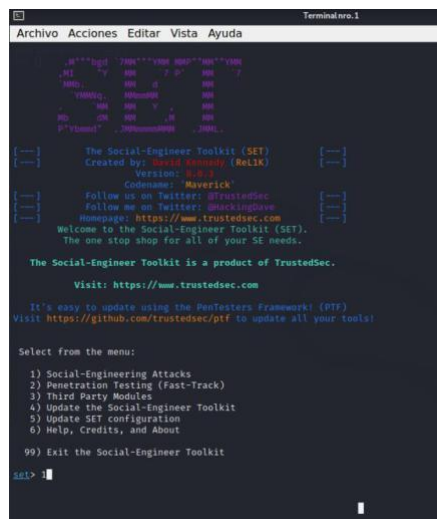 Terminal nro. 1
Archivo Acciones Editar Vista Ayuda
[---] The Social-Engineer Toolkit (SET) [---]
[---] Created by: David Kennedy (ReL1K) [---]
Version: 8.0.3
Codename: 'Maverick'
[---] Follow us on Twitter: @TrustedSec [---]
[---] Follow me on Twitter: @HackingDave [---]
[---] Homepage: https://www.trustedsec.com [---]
Welcome to the Social-Engineer Toolkit (SET).
The one stop shop for all of your SE needs.
The Social-Engineer Toolkit is a product of TrustedSec.
Visit: https://www.trustedsec.com
It's easy to update using the PenTesters Framework! (PTF)
Visit https://github.com/trustedsec/ptf to update all your tools!
Select from the menu:
1) Social-Engineering Attacks
2) Penetration Testing (Fast-Track)
3) Third Party Modules
4) Update the Social-Engineer Toolkit
5) Update SET configuration
6) Help, Credits, and About
99) Exit the Social-Engineer Toolkit
set> 1